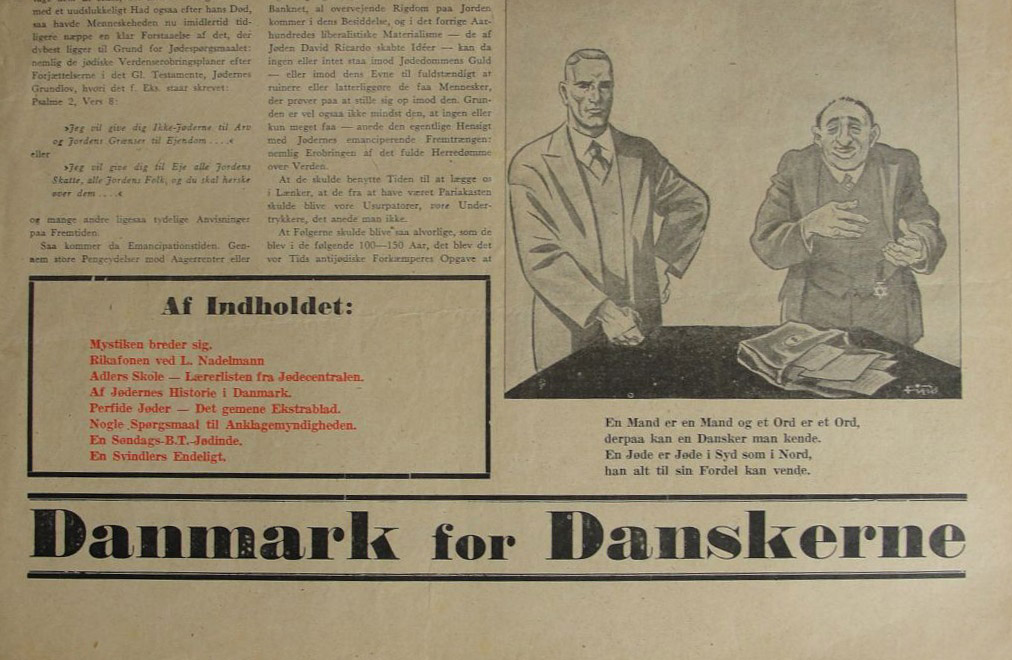 met et uudslukkeligt Had ogsaa efter hans Død,
saa havde Menneskeheden nu imidlertid tid-
ligere næppe en klar Forstaaelse af det, der
dybest ligger til Grund for Jødespørgsmaalet:
nemlig de jødiske Verdenserobringsplaner efter
Forjættelserne i det Gl. Testamente, Jødernes
Grundlov, hvori det f. Eks. staar skrevet:
Psalme 2, Vers 8:
»Jeg vil give dig Ikke-Jøderne til Arv
og Jordens Grænser til Ejendom . . . .«
eller
»Jeg vil give dig til Eje alle Jordens
Skatte, alle Jordens Folk, og du skal herske
over dem . . . .«
og mange andre ligesaa tydelige Anvisninger
paa Fremtiden.
Saa kommer da Emancipationstiden. Gen-
nem store Pengeydelser mod Aagerrenter eller
Banknet, al overvejende Rigdom paa Jorden
kommer i dens Besiddelse, og i det forrige Aar-
hundredes liberalistiske Materialisme — de af
Jøden David Ricardo skabte Idéer — kan da
ingen eller intet staa imod Jødedommens Guld
— eller imod dens Evne til fuldstændigt at
ruinere eller latterliggøre de faa Mennesker,
der prøver paa at stille sig op imod den. Grun-
den er vel ogsaa ikke mindst den, at ingen eller
kun meget faa — anede den egentlige Hensigt
med Jødernes emanciperende Fremtrængen:
nemlig Erobringen af det fulde Herredømme
over Verden.
At de skulde benytte Tiden til at lægge os
i Lænker, at de fra at have været Pariakasten
skulde blive vore Usurpatorer, vore Under-
trykkere, det anede man ikke.
At Følgerne skulde blive saa alvorlige, som de
blev i de følgende 100—150 Aar, det blev det
vor Tids antijødiske Forkæmperes Opgave at
Af Indholdet:
Mystiken breder sig.
Rikafonen ved L. Nadelmann
Adlers Skole — Lærerlisten fra Jødecentralen.
Af Jødernes Historie i Danmark.
Perfide Jøder — Det gemene Ekstrablad.
Nogle Spørgsmaal til Anklagemyndigheden.
En Søndags-B.T.-Jødinde.
En Svindlers Endeligt.
En Mand er en Mand og et Ord er et Ord,
derpaa kan en Dansker man kende.
En Jøde er Jøde i Syd som i Nord,
han alt til sin Fordel kan vende.
Danmark for Danskerne